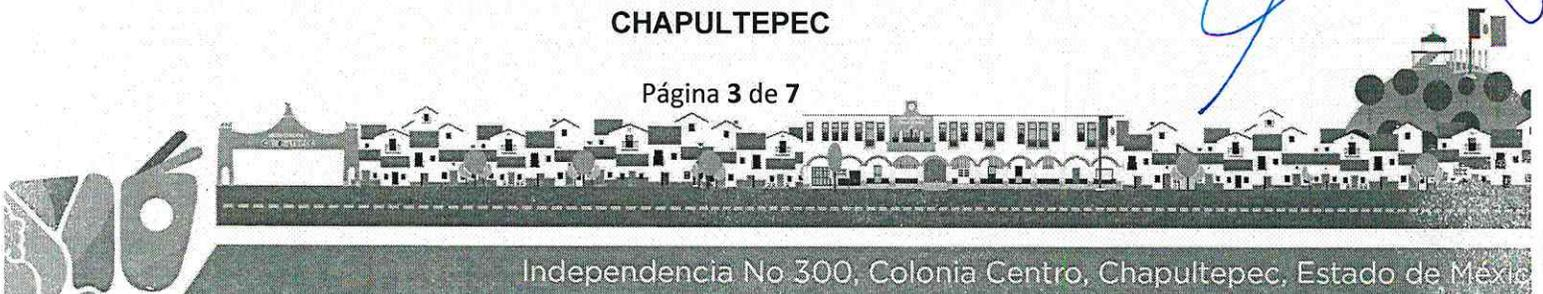 CHAPULTEPEC
Página 3 de 7
Independencia No 300, Colonia Centro, Chapultepec, Estado de Méxic